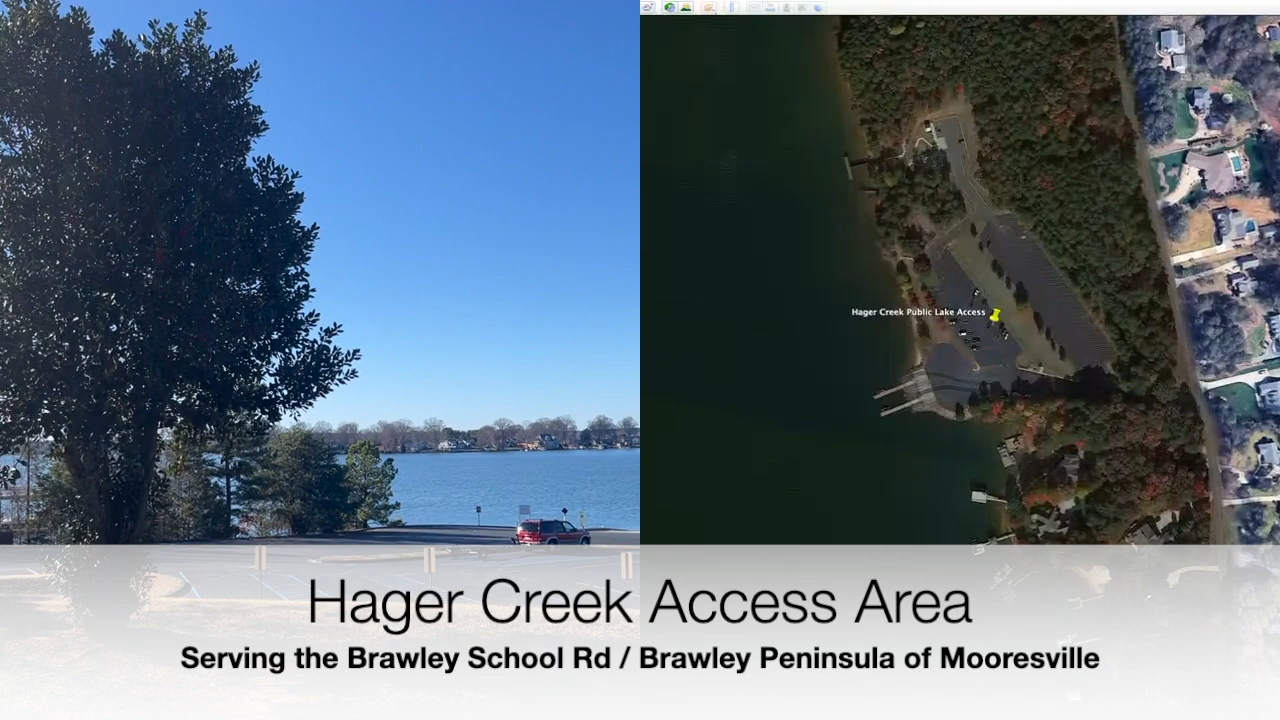 Hager Creek Public Lake Access
Hager Creek Access Area
Serving the Brawley School Rd / Brawley Peninsula of Mooresville